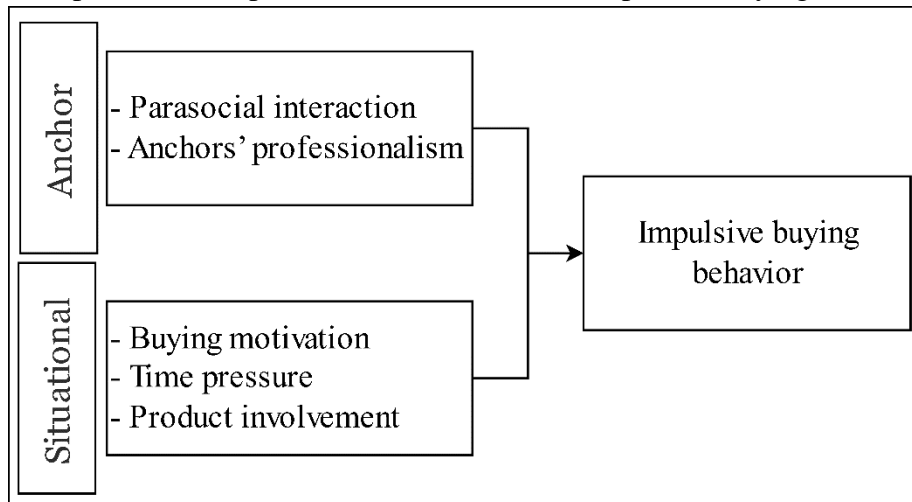 Anchor
- Parasocial interaction
- Anchors’ professionalism
Situational
- Buying motivation
- Time pressure
- Product involvement
Impulsive buying
behavior